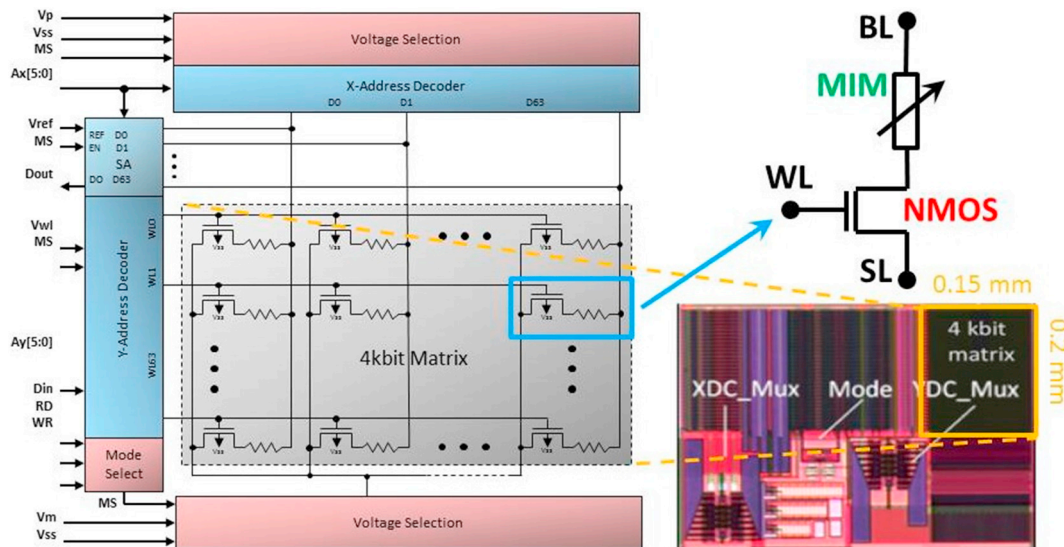 Vp
Vss
MS
Voltage Selection
Ax[5:0]
X-Address Decoder
D0 D1 D63
Vref
MS
REF D0
EN D1
SA
DO D63
Dout
Vwl
MS
Y-Address Decoder
WL0
WL1
WL63
Ay[5:0]
Din
RD
WR
Mode
Select
MS
Vss Vss Vss
Vss Vss Vss
4kbit Matrix
Vss Vss Vss
Vm
Vss
Voltage Selection
BL
MIM
WL
NMOS
SL
0.15 mm
0.2 mm
4 kbit
matrix
XDC_Mux Mode YDC_Mux